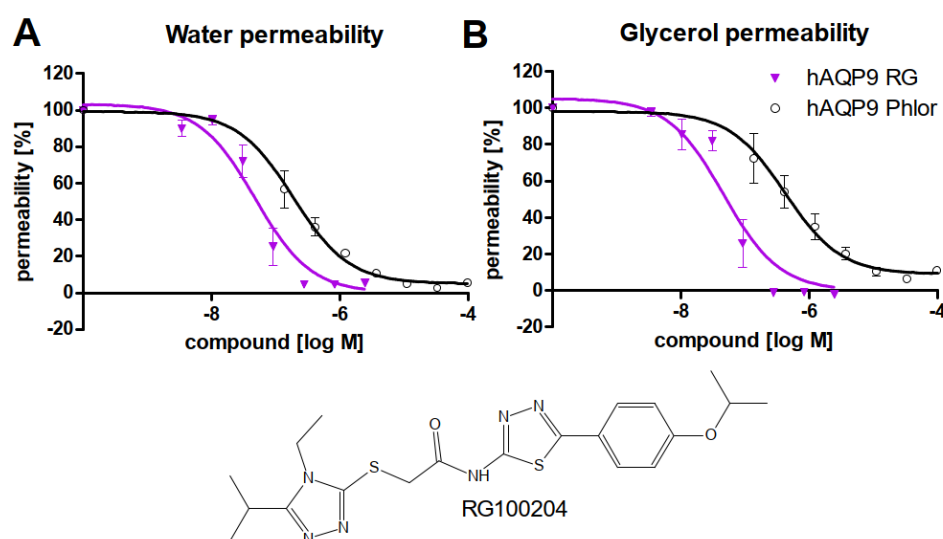 A
Water permeability
permeability [%]
120
100
80
60
40
20
0
-20
-8
-6
-4
compound [log M]
B
Glycerol permeability
hAQP9 RG
hAQP9 Phlor
permeability [%]
120
100
80
60
40
20
0
-20
-8
-6
-4
compound [log M]
O
N
N
N
S
NH
S
O
N
N
RG100204